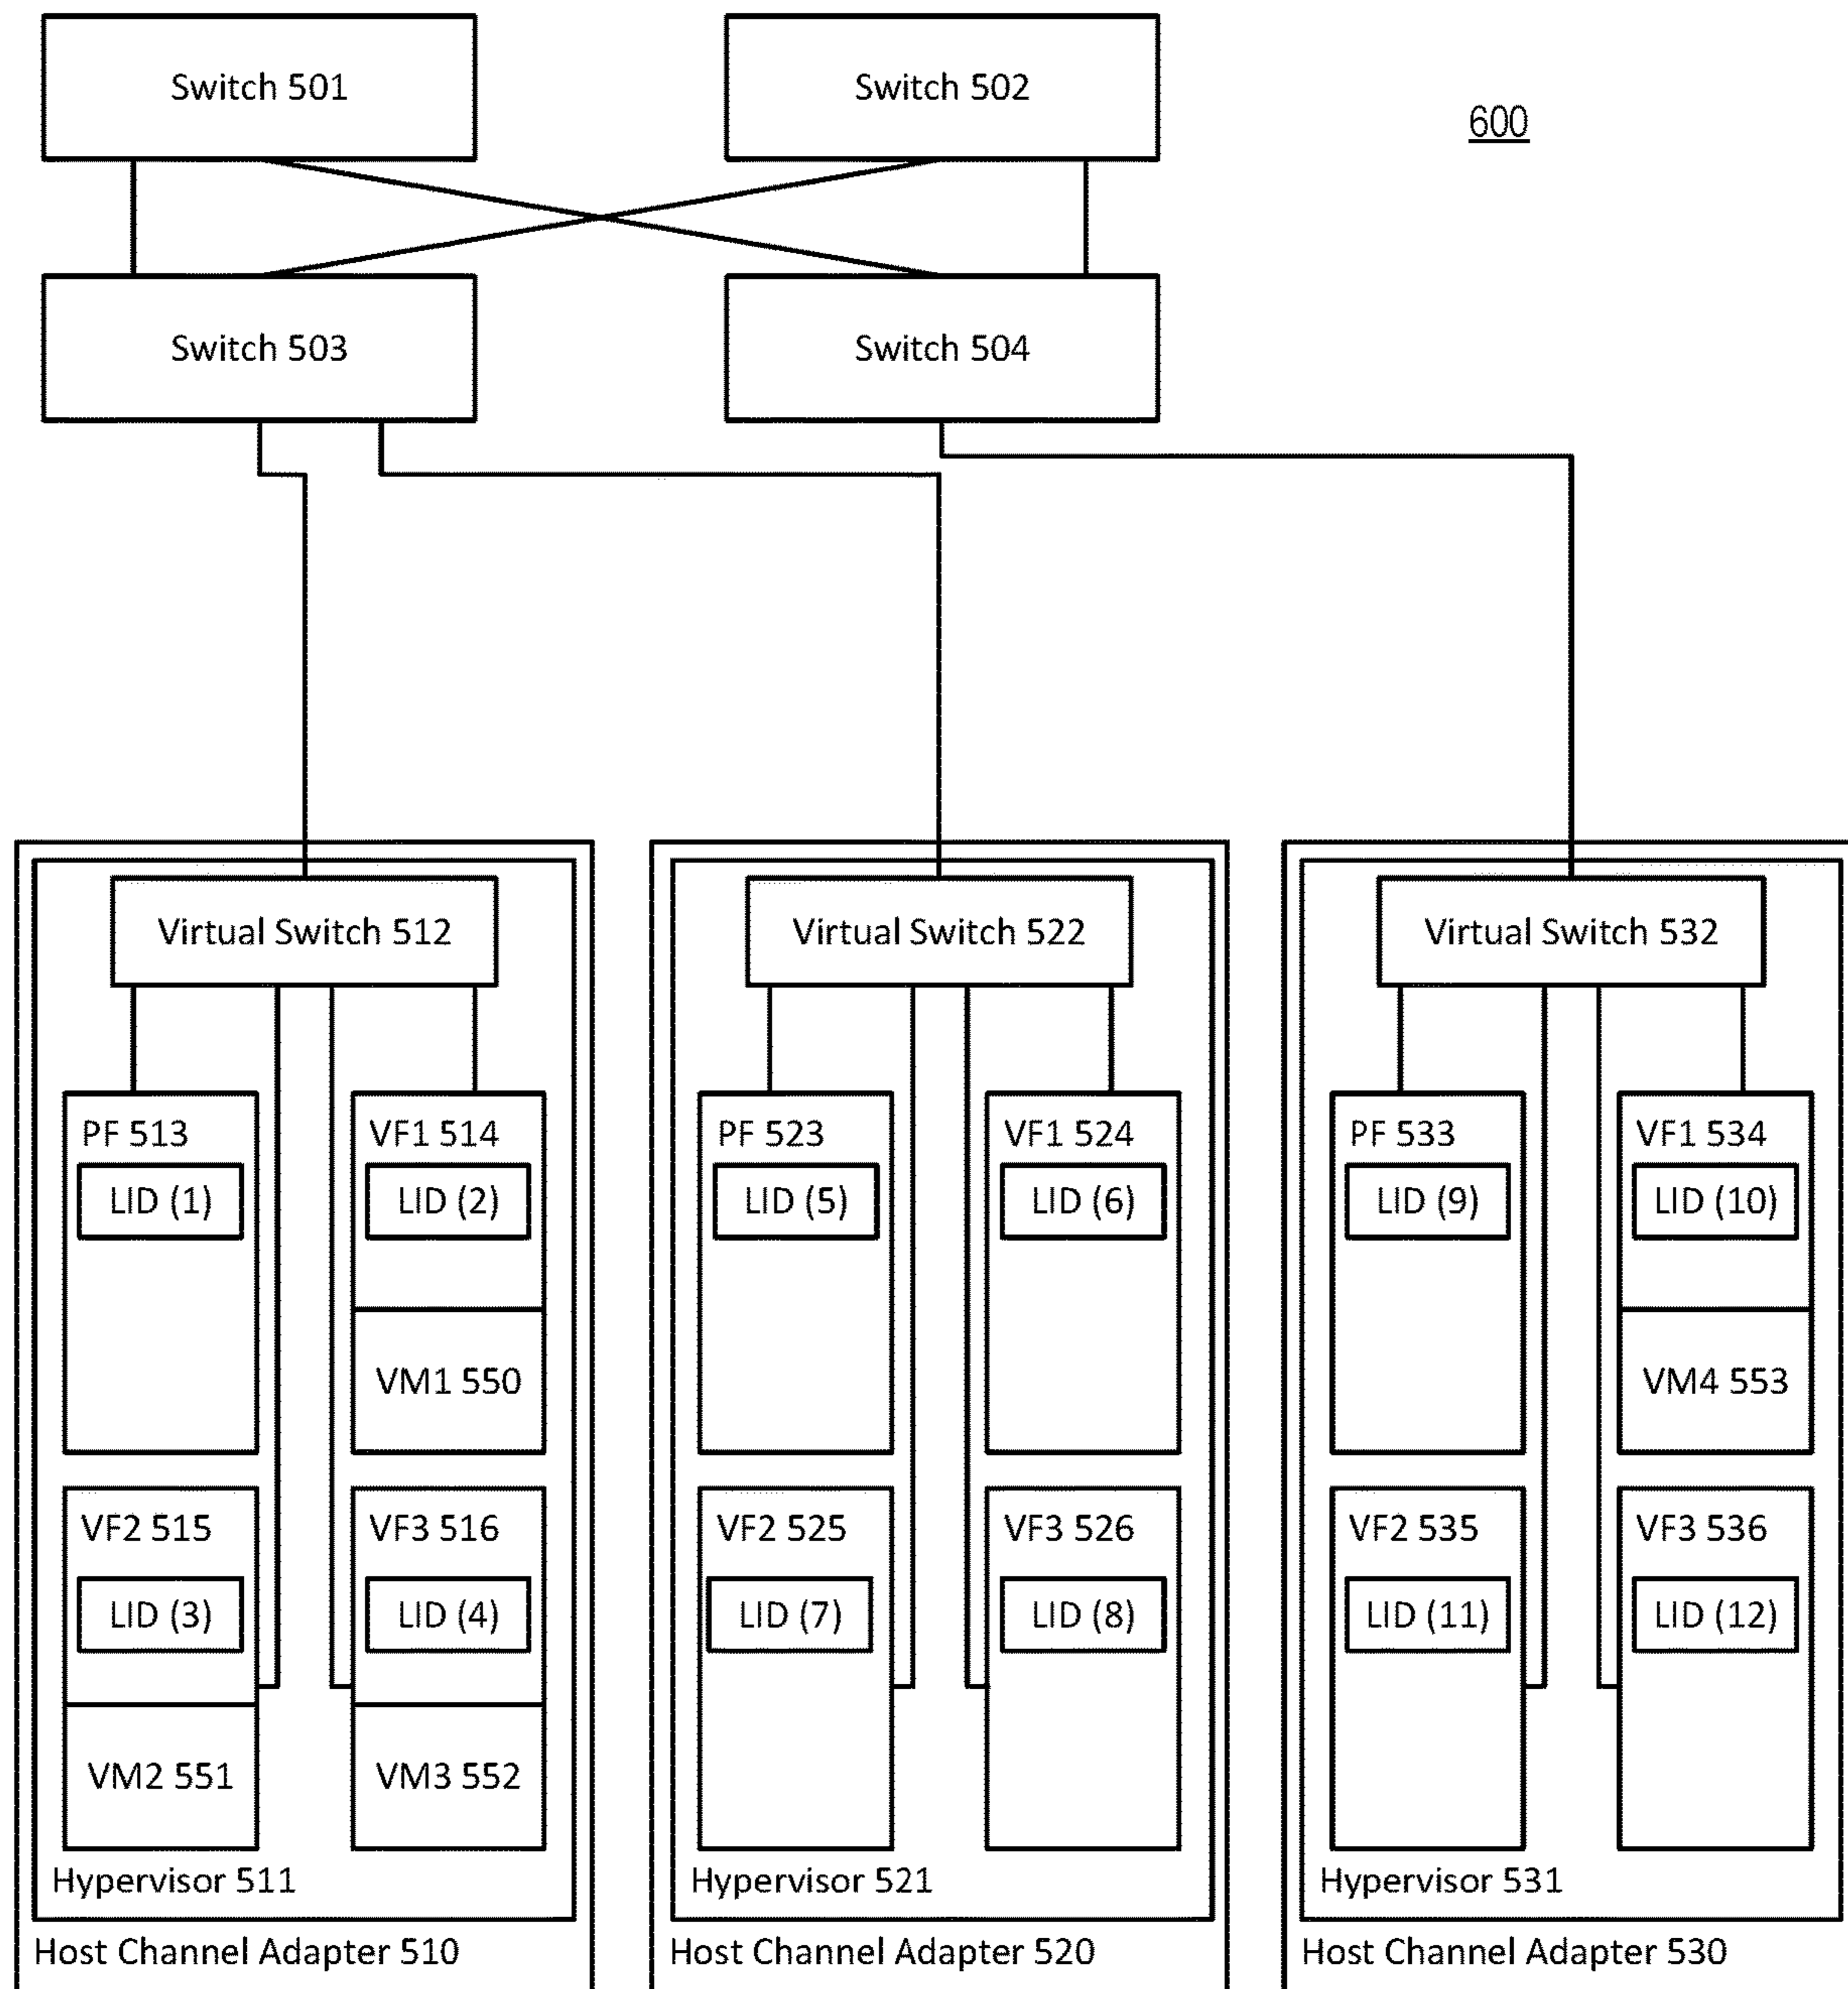 Switch 501
Switch 502
600
Switch 503
Switch 504
Virtual Switch 512
Virtual Switch 522
Virtual Switch 532
PF 513
LID (1)
VF1 514
LID (2)
VM1 550
PF 523
LID (5)
VF1 524
LID (6)
PF 533
LID (9)
VF1 534
LID (10)
VM4 553
VF2 515
LID (3)
VM2 551
VF3 516
LID (4)
VM3 552
VF2 525
LID (7)
VF3 526
LID (8)
VF2 535
LID (11)
VF3 536
LID (12)
Hypervisor 511
Hypervisor 521
Hypervisor 531
Host Channel Adapter 510
Host Channel Adapter 520
Host Channel Adapter 530